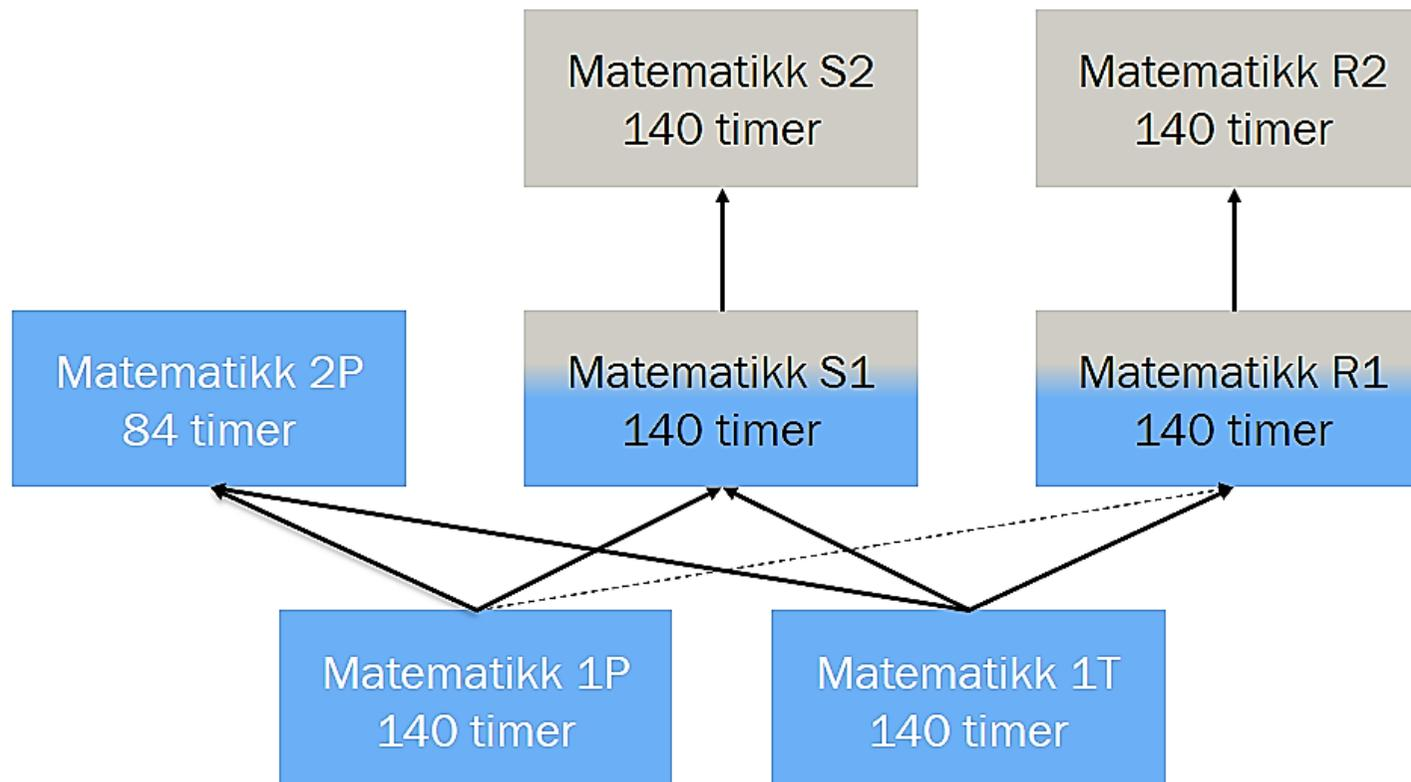 Matematikk S2
140 timer
Matematikk R2
140 timer
Matematikk 2P
84 timer
Matematikk S1
140 timer
Matematikk R1
140 timer
Matematikk 1P
140 timer
Matematikk 1T
140 timer